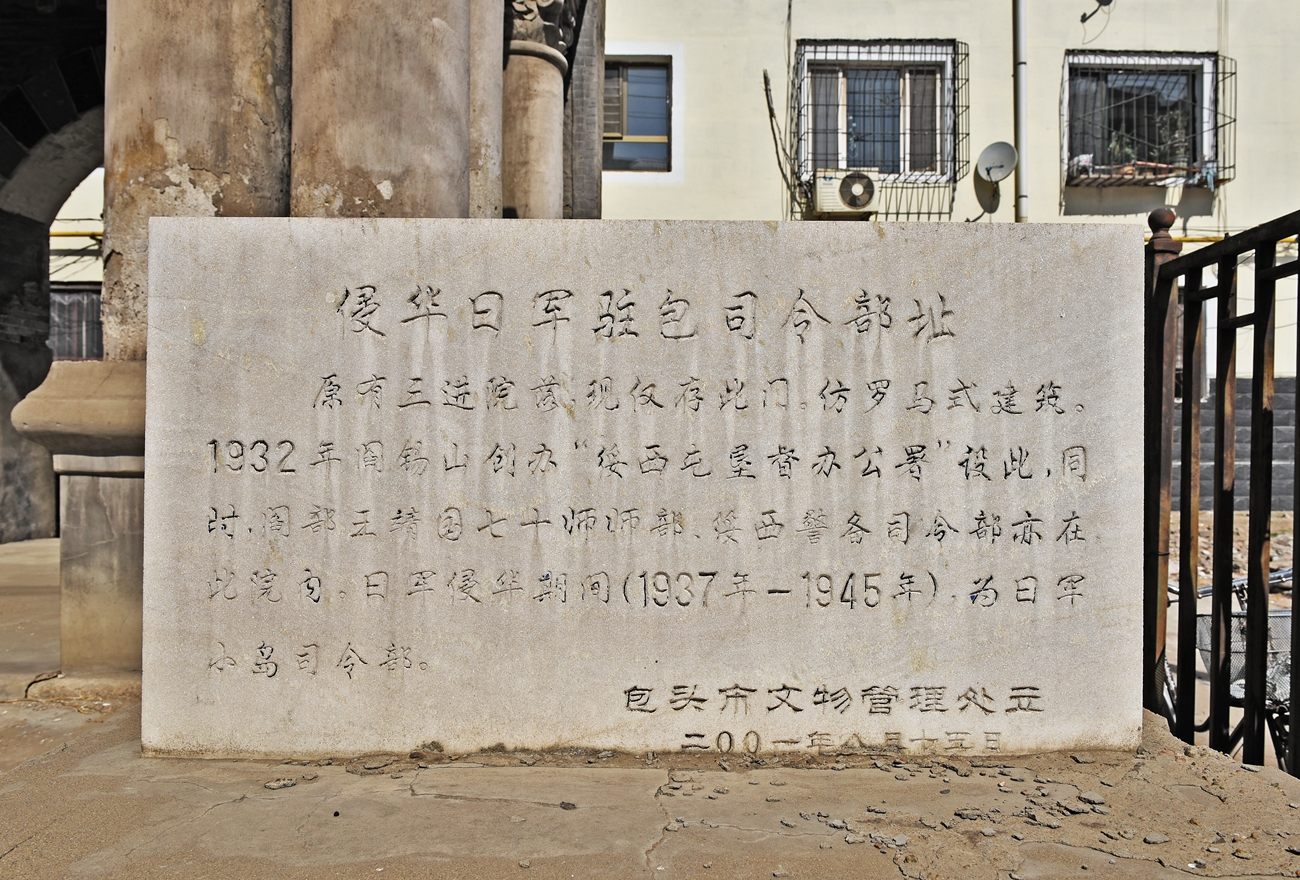 侵华日军驻包司令部址
原有三进院落,现仅存此门。仿罗马式建筑。
1932年阎锡山创办“绥西屯垦督办公署”设此,同
时,阎部王靖国七十师师部、绥西警备司令部亦在
此院内。日军侵华期间(1937年-1945年),为日军
小岛司令部。
包头市文物管理处立
二00一年八月十五日